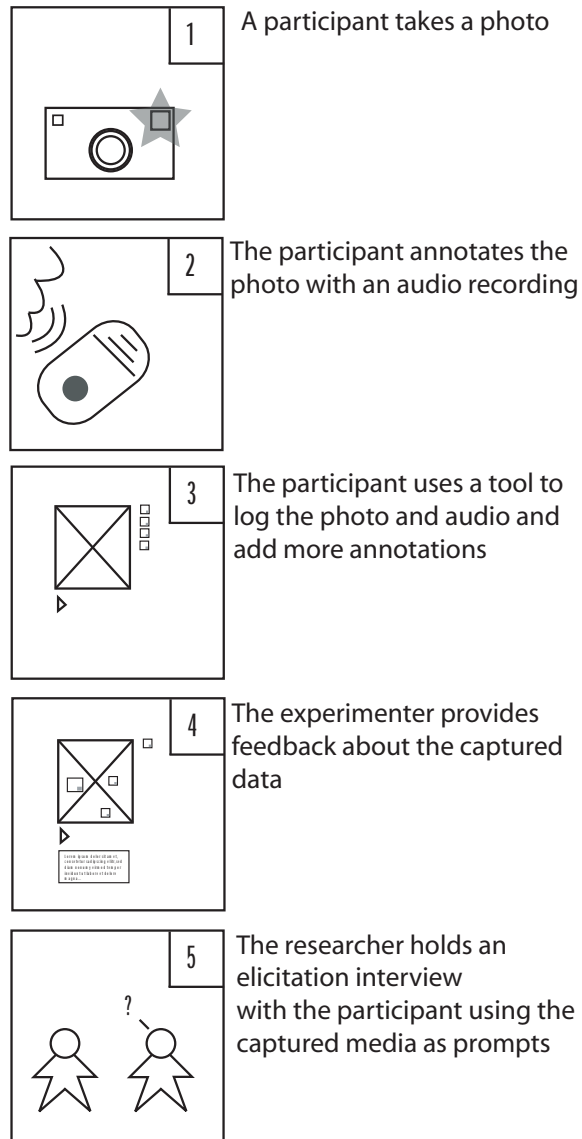 1
A participant takes a photo
2
The participant annotates the
photo with an audio recording
3
The participant uses a tool to
log the photo and audio and
add more annotations
4
The experimenter provides
feedback about the captured
data
5
The researcher holds an
elicitation interview
with the participant using the
captured media as prompts
?